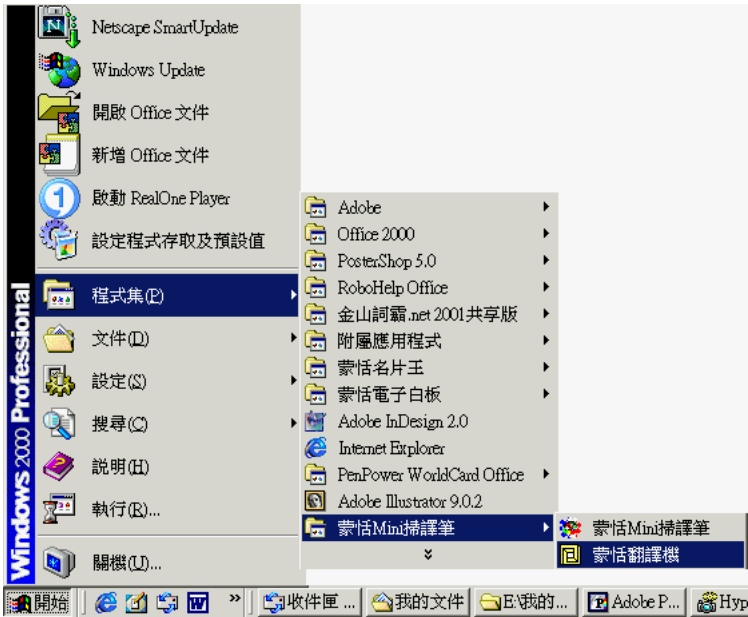 Netscape SmartUpdate
Windows Update
開啟 Office 文件
新增 Office 文件
啟動 RealOne Player
設定程式存取及預設值
程式集(P)
文件(D)
設定(S)
搜尋(C)
說明(H)
執行(R)...
關機(U)...
Windows 2000 Professional
Adobe
Office 2000
PosterShop 5.0
RoboHelp Office
金山詞霸.net 2001共享版
附屬應用程式
蒙恬名片王
蒙恬電子白板
Adobe InDesign 2.0
Internet Explorer
PenPower WorldCard Office
Adobe Illustrator 9.0.2
蒙恬Mini掃譯筆
蒙恬Mini掃譯筆
蒙恬翻譯機
開始 » 收件匣 ... 我的文件 E:\我的... Adobe P... Hyp